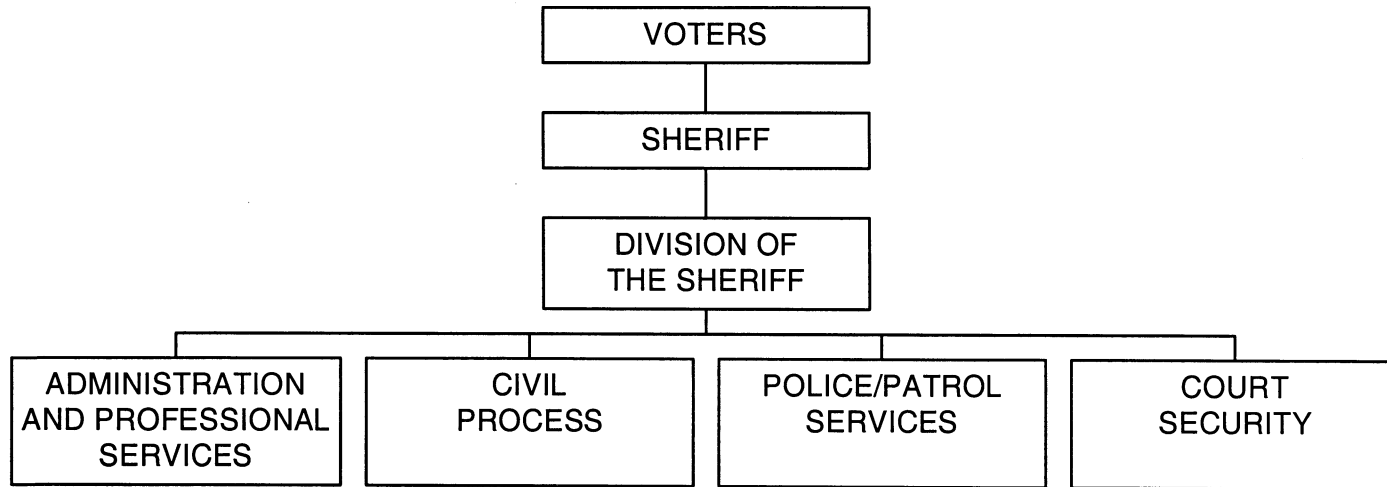 VOTERS
SHERIFF
DIVISION OF
THE SHERIFF
ADMINISTRATION
AND PROFESSIONAL
SERVICES
CIVIL
PROCESS
POLICE/PATROL
SERVICES
COURT
SECURITY